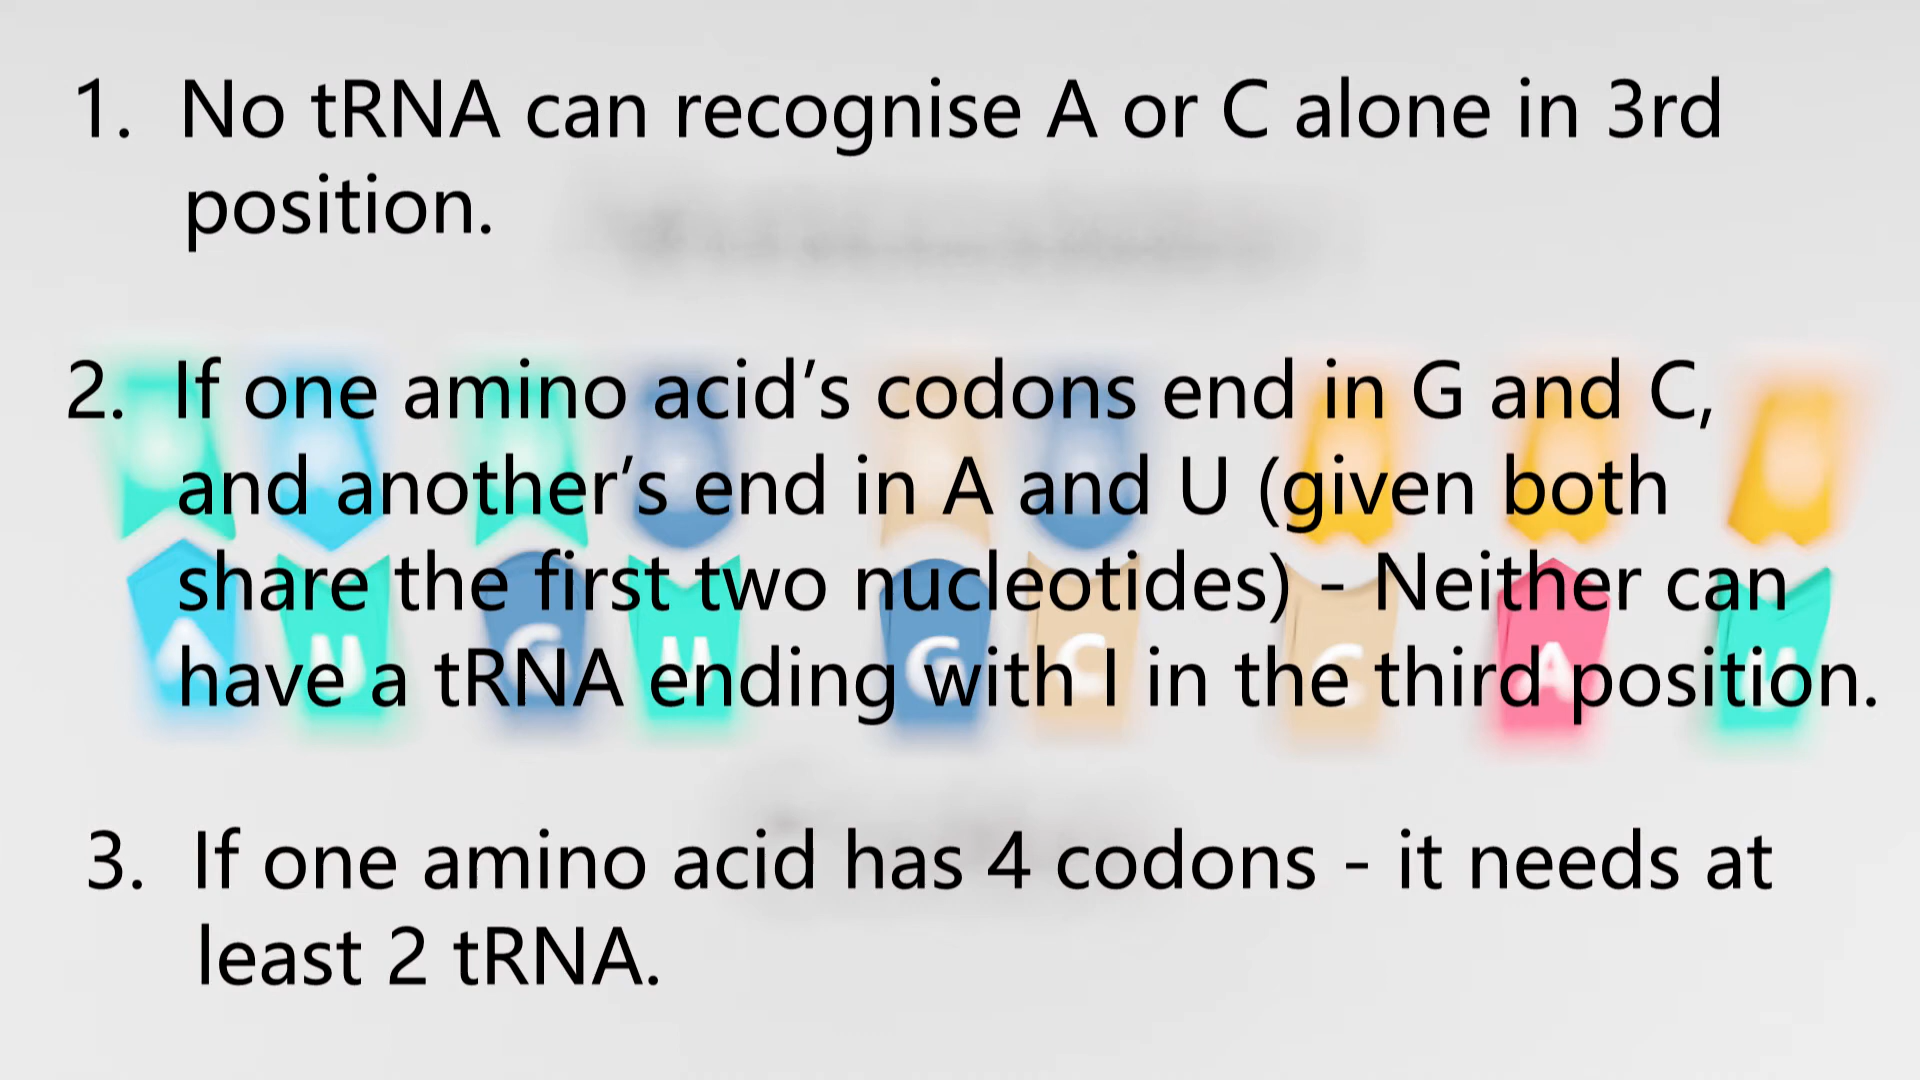 1. No tRNA can recognise A or C alone in 3rd
position.
2. If one amino acid’s codons end in G and C,
and another’s end in A and U (given both
share the first two nucleotides) - Neither can
have a tRNA ending with I in the third position.
3. If one amino acid has 4 codons - it needs at
least 2 tRNA.
A U G U G C C A U